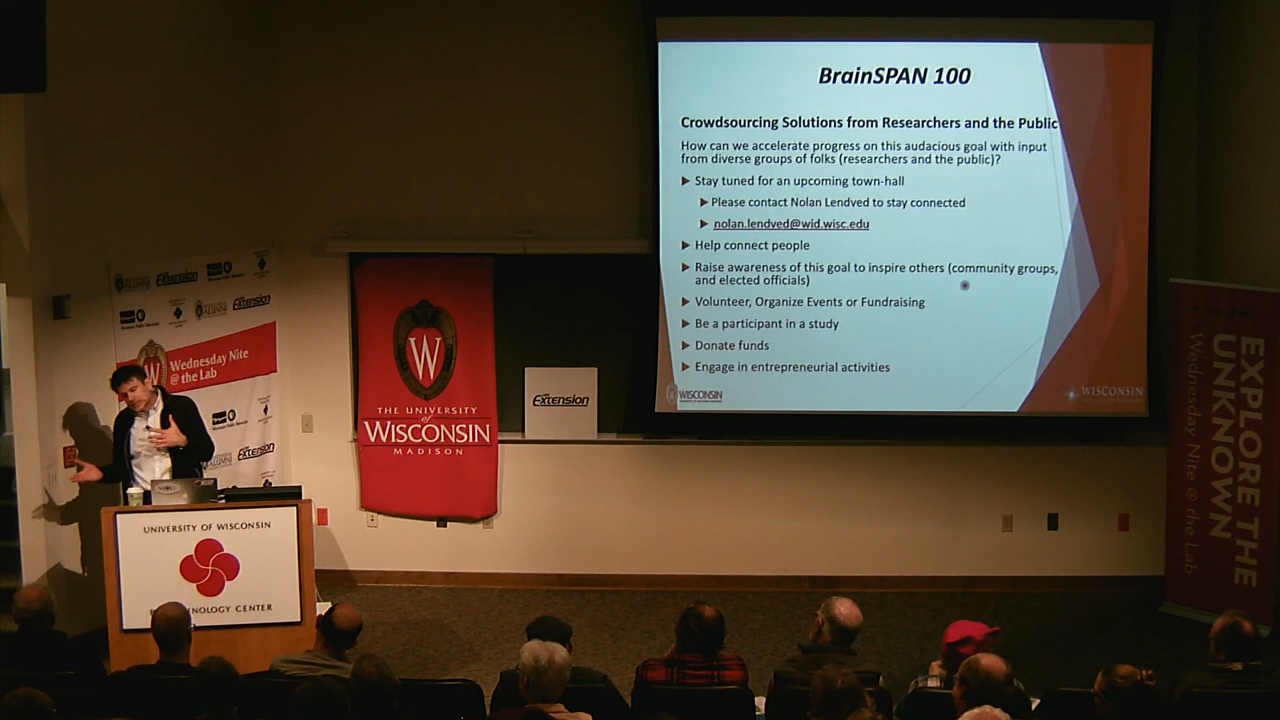 BrainSPAN 100
Crowdsourcing Solutions from Researchers and the Public
How can we accelerate progress on this audacious goal with input
from diverse groups of folks (researchers and the public)?
Stay tuned for an upcoming town-hall
Please contact Nolan Lendved to stay connected
nolan.lendved@wid.wisc.edu
Help connect people
Raise awareness of this goal to inspire others (community groups,
and elected officials)
Volunteer, Organize Events or Fundraising
Be a participant in a study
Donate funds
Engage in entrepreneurial activities
WISCONSIN
WISCONSIN
Extension
Extension
Wednesday Nite
@ the Lab
Extension
W
THE UNIVERSITY
of
WISCONSIN
MADISON
Extension
UNIVERSITY OF WISCONSIN
NOLOGY CENTER
EXPLORE THE
UNKNOWN
Wednesday Nite @ the Lab